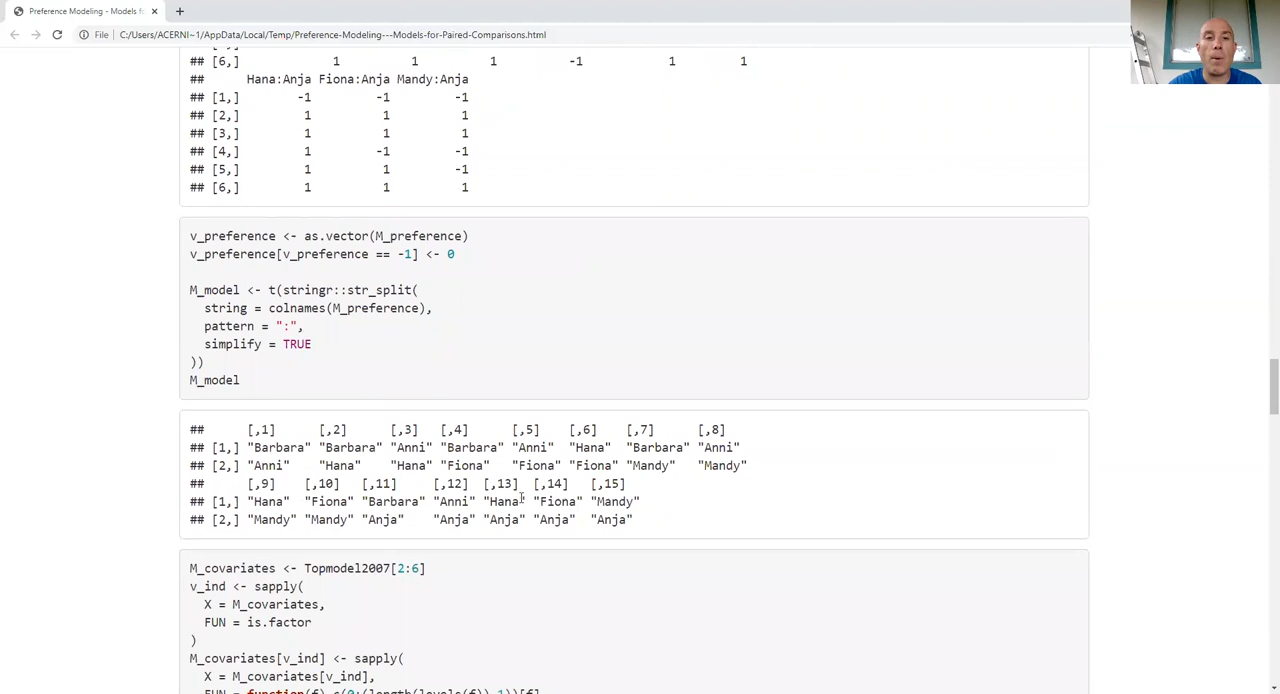 Preference Modeling - Models fo
File C:/Users/ACERNI~1/AppData/Local/Temp/Preference-Modeling---Models-for-Paired-Comparisons.html
## [6,] 1 1 1 -1 1 1
## Hana:Anja Fiona:Anja Mandy:Anja
## [1,] -1 -1 -1
## [2,] 1 1 1
## [3,] 1 1 1
## [4,] 1 -1 -1
## [5,] 1 1 -1
## [6,] 1 1 1
v_preference <- as.vector(M_preference)
v_preference[v_preference == -1] <- 0
M_model <- t(stringr::str_split(
string = colnames(M_preference),
pattern = ":",
simplify = TRUE
))
M_model
## [,1] [,2] [,3] [,4] [,5] [,6] [,7] [,8]
## [1,] "Barbara" "Barbara" "Anni" "Barbara" "Anni" "Hana" "Barbara" "Anni"
## [2,] "Anni" "Hana" "Hana" "Fiona" "Fiona" "Fiona" "Mandy" "Mandy"
## [,9] [,10] [,11] [,12] [,13] [,14] [,15]
## [1,] "Hana" "Fiona" "Barbara" "Anni" "Hana" "Fiona" "Mandy"
## [2,] "Mandy" "Mandy" "Anja" "Anja" "Anja" "Anja" "Anja"
M_covariates <- Topmodel2007[2:6]
v_ind <- sapply(
X = M_covariates,
FUN = is.factor
)
M_covariates[v_ind] <- sapply(
X = M_covariates[v_ind],
FUN = function(f) c(0:(length(levels(f))-1))[f]